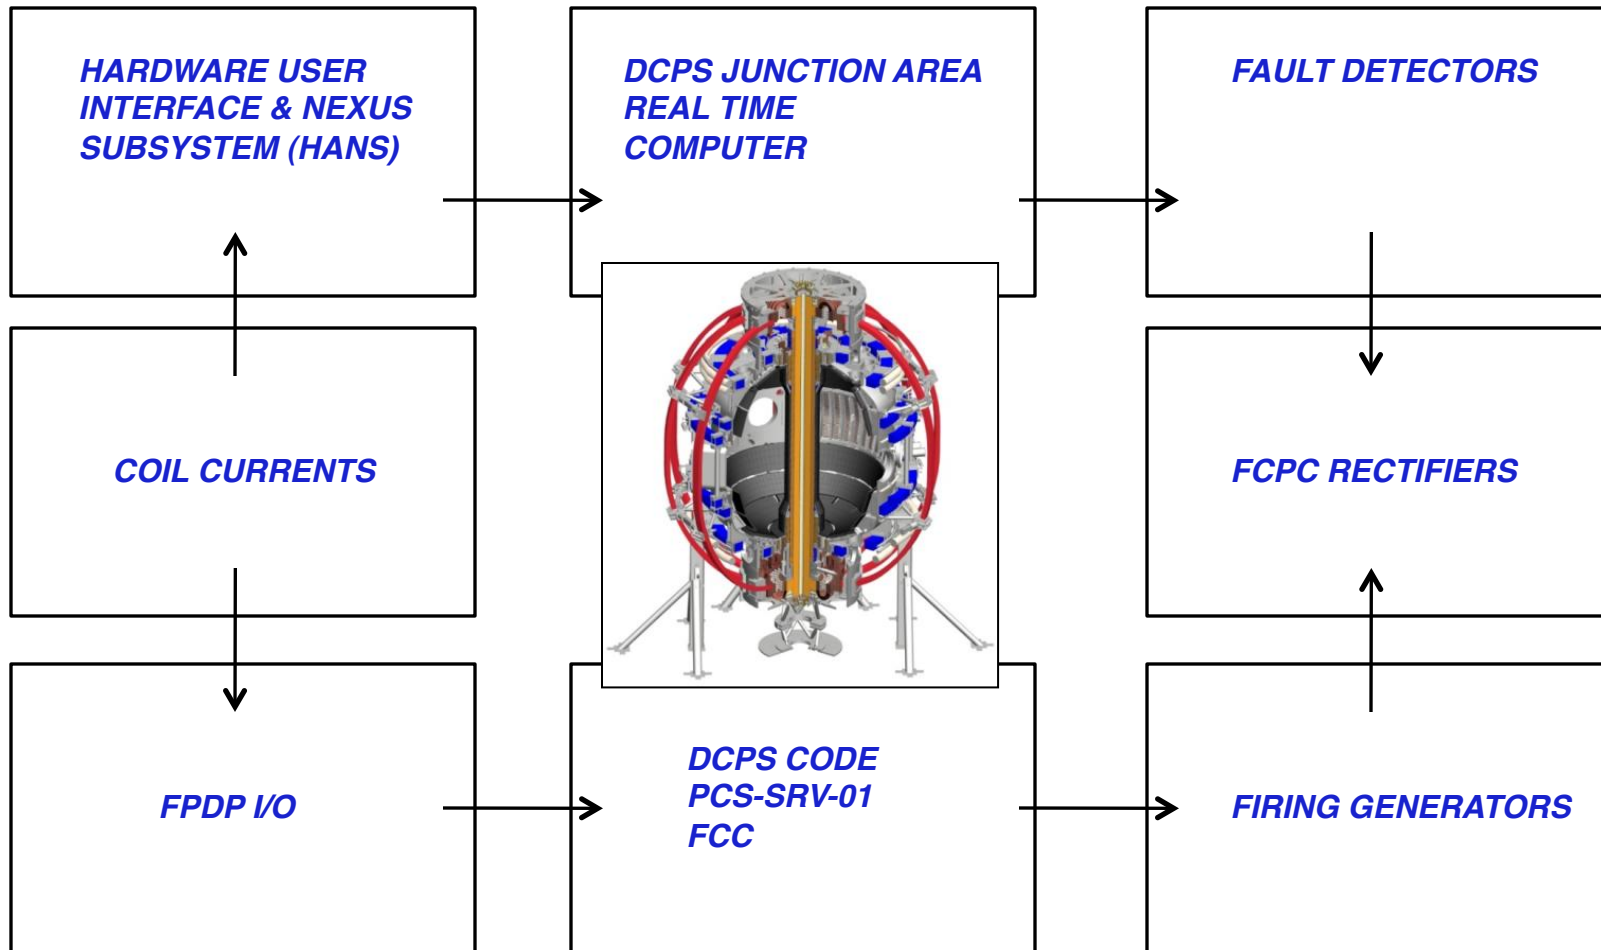 HARDWARE USER
INTERFACE & NEXUS
SUBSYSTEM (HANS)
DCPS JUNCTION AREA
REAL TIME
COMPUTER
FAULT DETECTORS
COIL CURRENTS
FCPC RECTIFIERS
FPDP I/O
DCPS CODE
PCS-SRV-01
FCC
FIRING GENERATORS